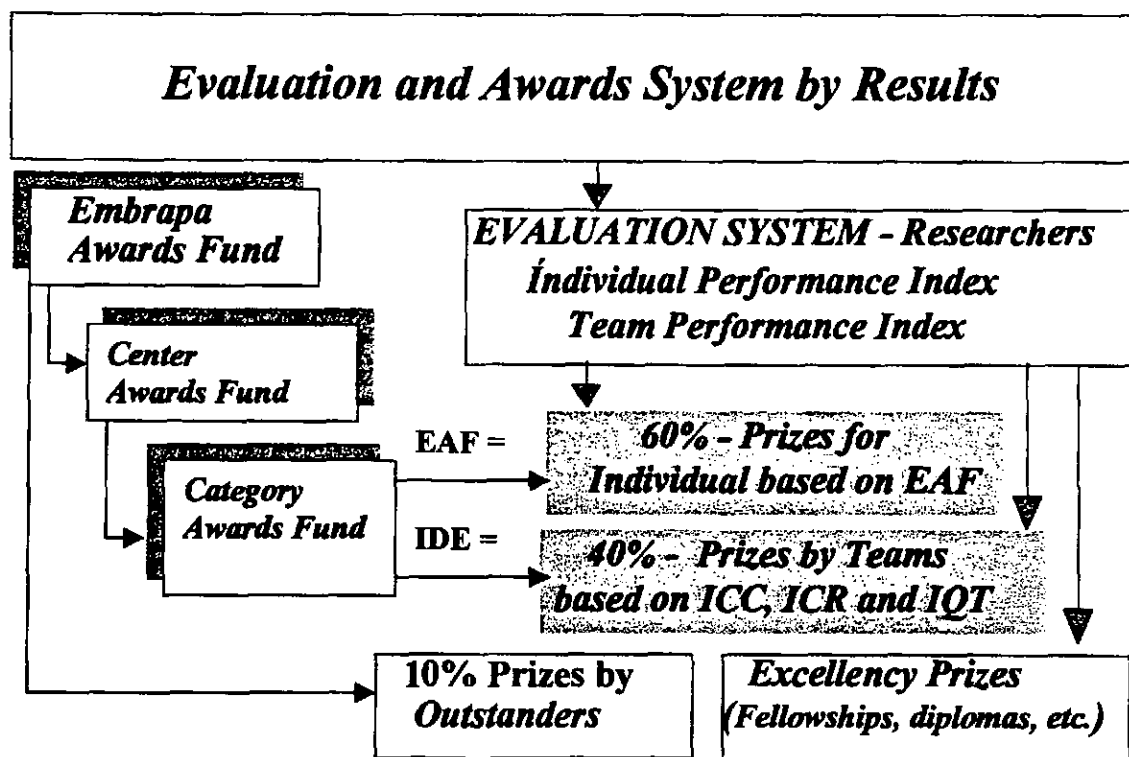 Evaluation and Awards System by Results
Embrapa
Awards Fund
EVALUATION SYSTEM - Researchers
Índividual Performance Index
Team Performance Index
Center
Awards Fund
Category
Awards Fund
EAF =
60% - Prizes for
Individual based on EAF
IDE =
40% - Prizes by Teams
based on ICC, ICR and IQT
10% Prizes by
Outstanders
Excellency Prizes
(Fellowships, diplomas, etc.)